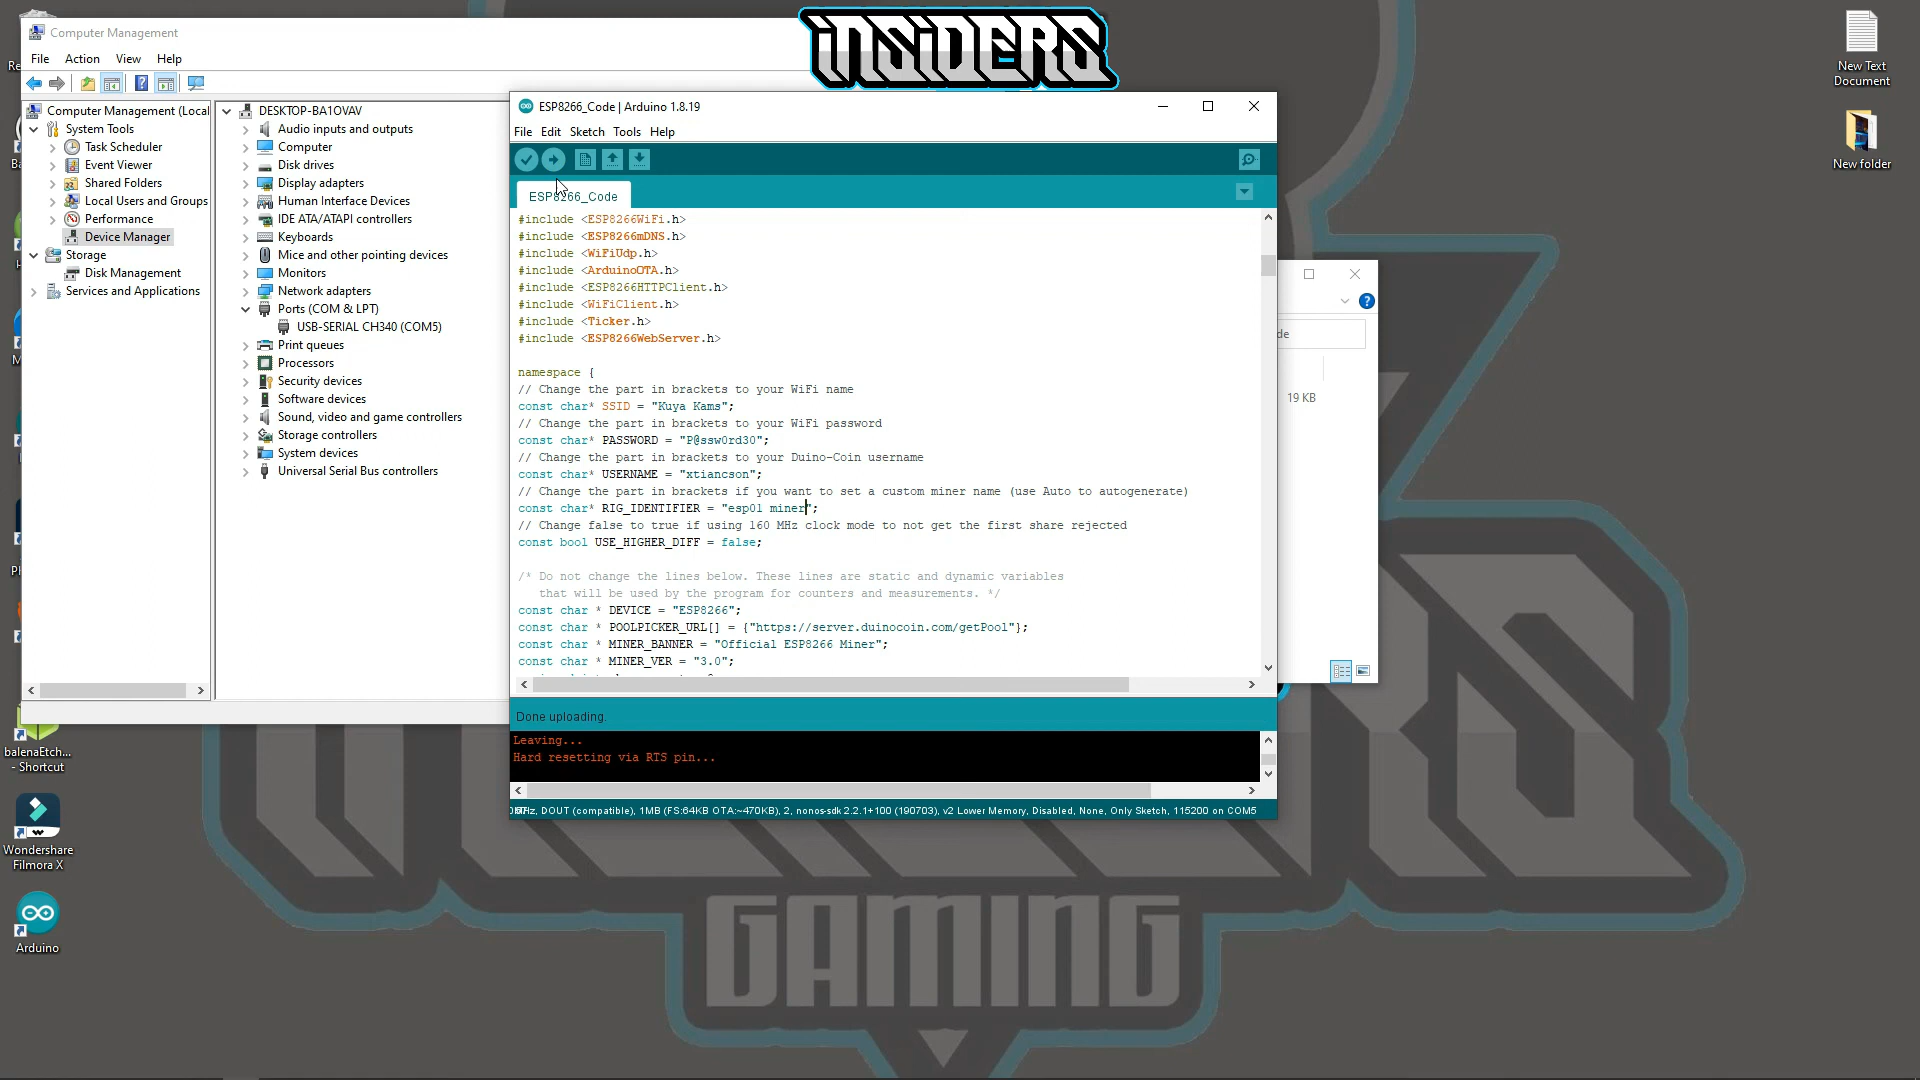 Computer Management
File Action View Help
Computer Management (Local
System Tools
Task Scheduler
Event Viewer
Shared Folders
Local Users and Groups
Performance
Device Manager
Storage
Disk Management
Services and Applications
DESKTOP-BA1OVAV
Audio inputs and outputs
Computer
Disk drives
Display adapters
Human Interface Devices
IDE ATA/ATAPI controllers
Keyboards
Mice and other pointing devices
Monitors
Network adapters
Ports (COM & LPT)
USB-SERIAL CH340 (COM5)
Print queues
Processors
Security devices
Software devices
Sound, video and game controllers
Storage controllers
System devices
Universal Serial Bus controllers
INSIDERS
ESP8266_Code | Arduino 1.8.19
File Edit Sketch Tools Help
ESP8266_Code
#include <ESP8266WiFi.h>
#include <ESP8266mDNS.h>
#include <WiFiUdp.h>
#include <ArduinoOTA.h>
#include <ESP8266HTTPClient.h>
#include <WiFiClient.h>
#include <Ticker.h>
#include <ESP8266WebServer.h>
namespace {
// Change the part in brackets to your WiFi name
const char* SSID = "Kuya Kams";
// Change the part in brackets to your WiFi password
const char* PASSWORD = "P@ssw0rd30";
// Change the part in brackets to your Duino-Coin username
const char* USERNAME = "xtiancson";
// Change the part in brackets if you want to set a custom miner name (use Auto to autogenerate)
const char* RIG_IDENTIFIER = "esp01 miner";
// Change false to true if using 160 MHz clock mode to not get the first share rejected
const bool USE_HIGHER_DIFF = false;
/* Do not change the lines below. These lines are static and dynamic variables
that will be used by the program for counters and measurements. */
const char * DEVICE = "ESP8266";
const char * POOLPICKER_URL[] = {"https://server.duinocoin.com/getPool"};
const char * MINER_BANNER = "Official ESP8266 Miner";
const char * MINER_VER = "3.0";
Done uploading.
Leaving...
Hard resetting via RTS pin...
Hz, DOUT (compatible), 1MB (FS:64KB OTA:~470KB), 2, nonos-sdk 2.2.1+100 (190703), v2 Lower Memory, Disabled, None, Only Sketch, 115200 on COM5
de
19 KB
New Text
Document
New folder
balenaEtch...
- Shortcut
Wondershare
Filmora X
Arduino
GAMING